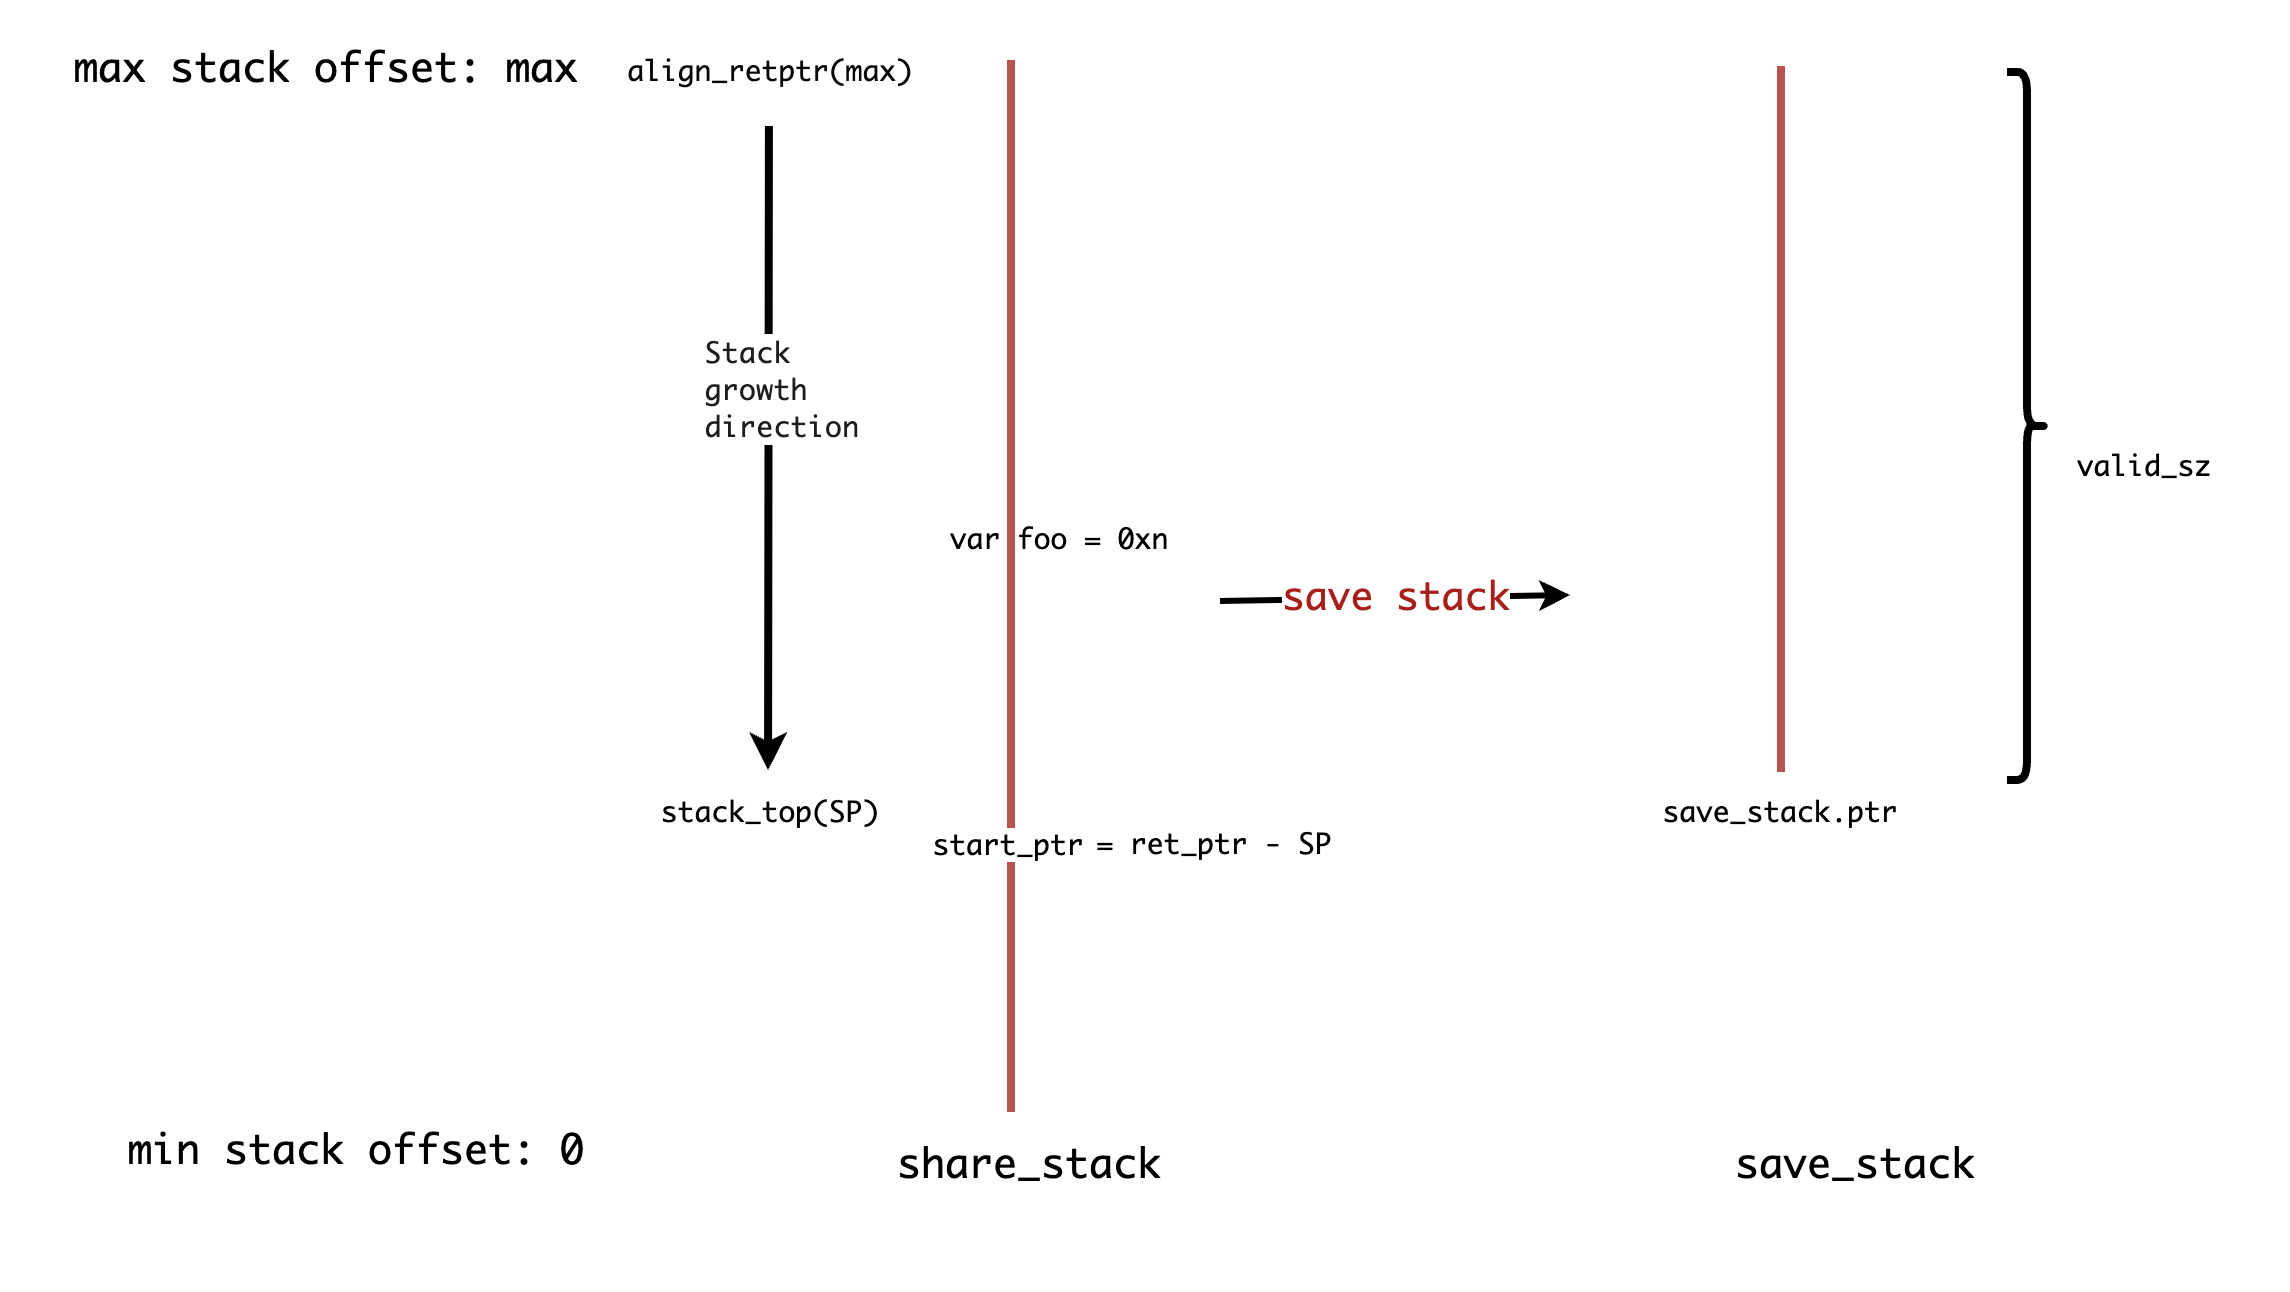 max stack offset: max
align_retptr(max)
Stack
growth
direction
valid_sz
var foo = 0xn
save stack
stack_top(SP)
save_stack.ptr
start_ptr = ret_ptr - SP
min stack offset: 0
share_stack
save_stack